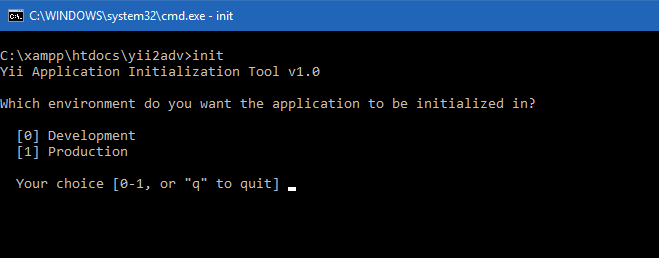 C:\WINDOWS\system32\cmd.exe - init
C:\xampp\htdocs\yii2adv>init
Yii Application Initialization Tool v1.0
Which environment do you want the application to be initialized in?
[0] Development
[1] Production
Your choice [0-1, or "q" to quit]